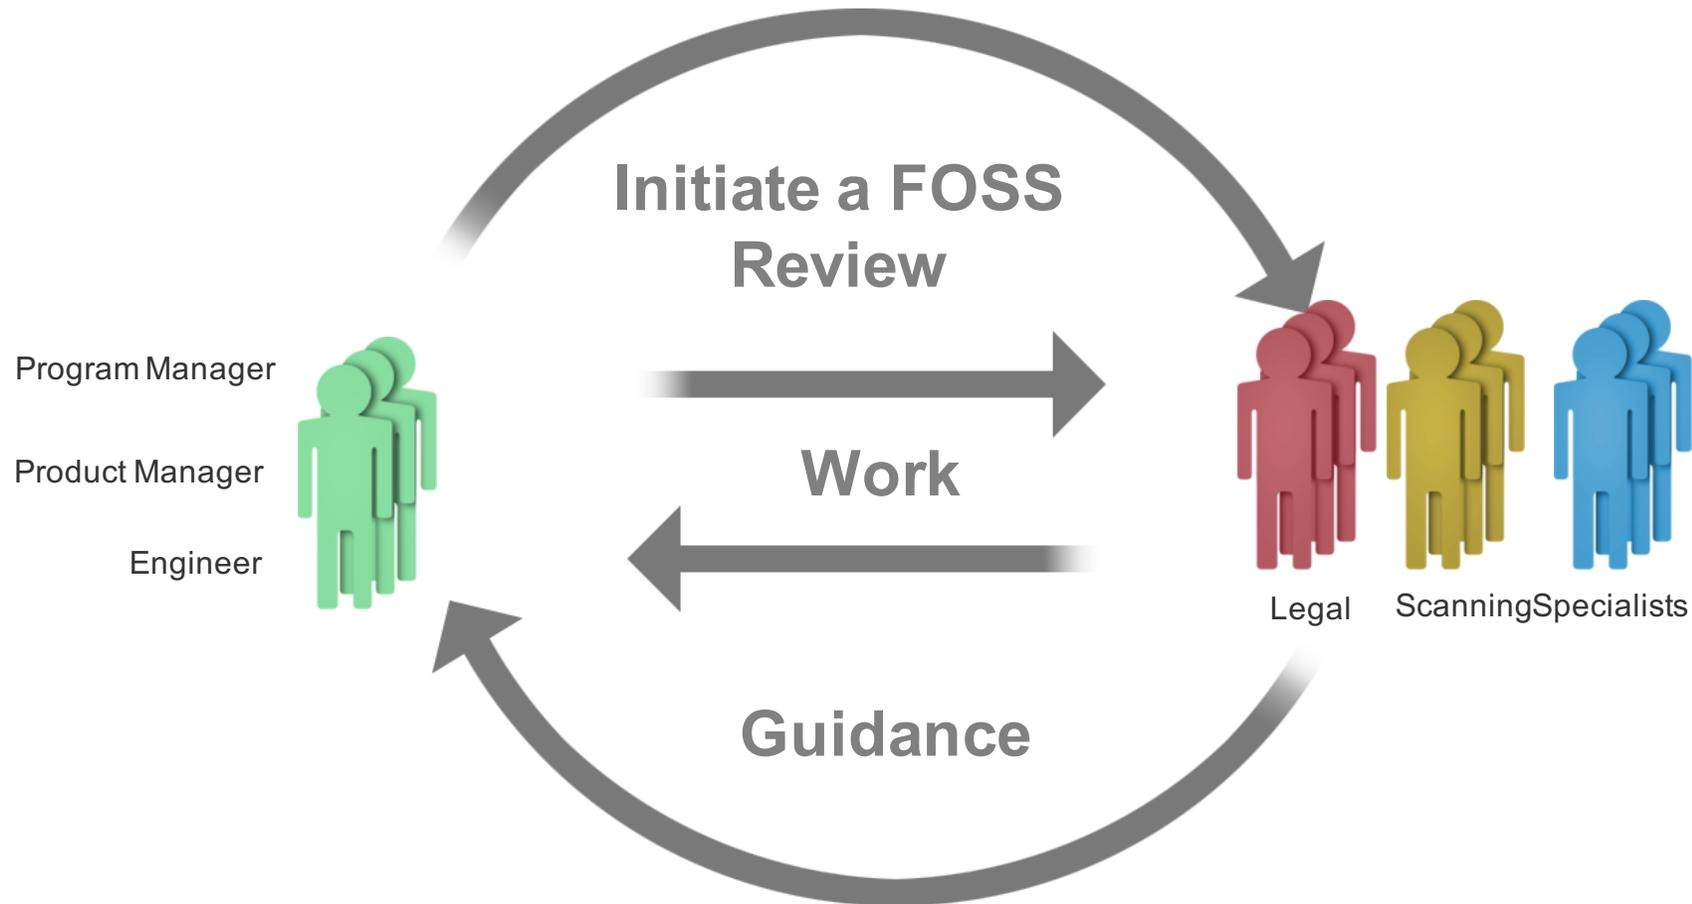 Initiate a FOSS
Review
Program Manager
Product Manager
Work
Engineer
Legal
Scanning
Specialists
Guidance